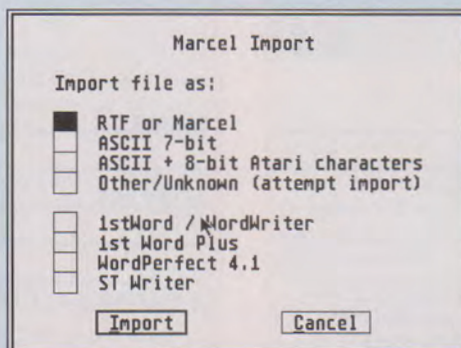 Marcel Import
Import file as:
RTF or Marcel
ASCII 7-bit
ASCII + 8-bit Atari characters
Other/Unknown (attempt import)
1stWord / WordWriter
1st Word Plus
WordPerfect 4.1
ST Writer
Import
Cancel